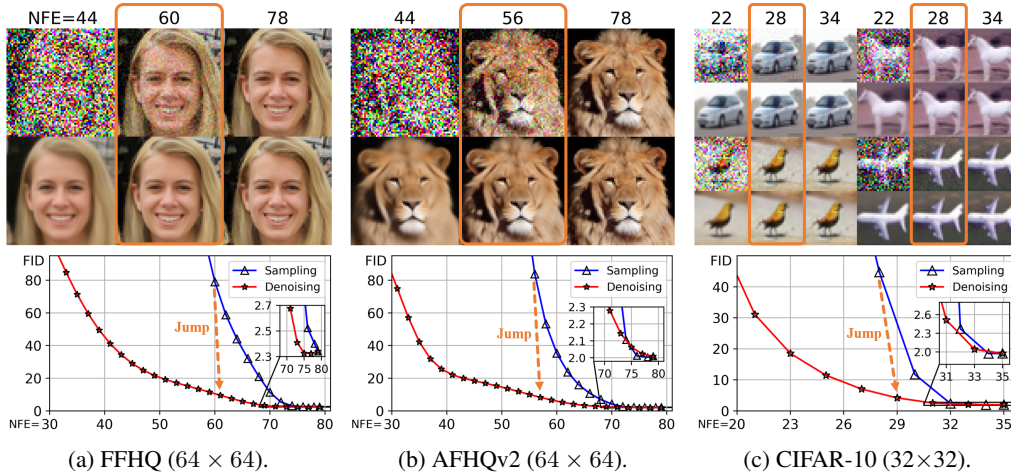 NFE=44 60 78
44 56 78
22 28 34 22 28 34
FID
80
60
40
20
0
NFE=
30 40 50 60 70 80
Sampling
Denoising
Jump
2.7
2.5
2.3
70 75 80
(a) FFHQ (64 × 64).
FID
80
60
40
20
0
NFE=
30 40 50 60 70 80
Sampling
Denoising
Jump
2.3
2.2
2.1
2.0
70 75 80
(b) AFHQv2 (64 × 64).
FID
40
30
20
10
0
NFE=
20 23 26 29 32 35
Sampling
Denoising
Jump
2.6
2.3
2.0
31 33 35
(c) CIFAR-10 (32×32).